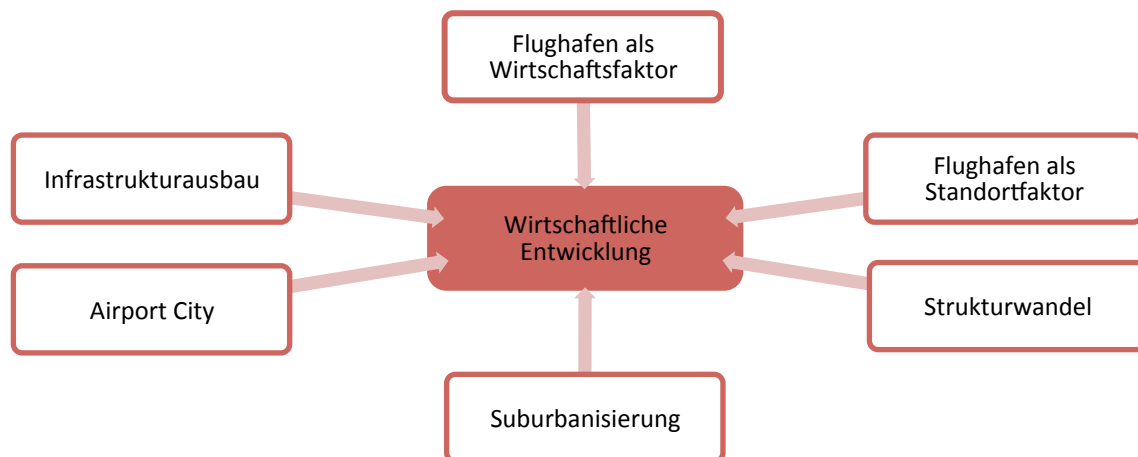 Flughafen als
Wirtschaftsfaktor
Infrastrukturausbau
Flughafen als
Standortfaktor
Wirtschaftliche
Entwicklung
Airport City
Strukturwandel
Suburbanisierung